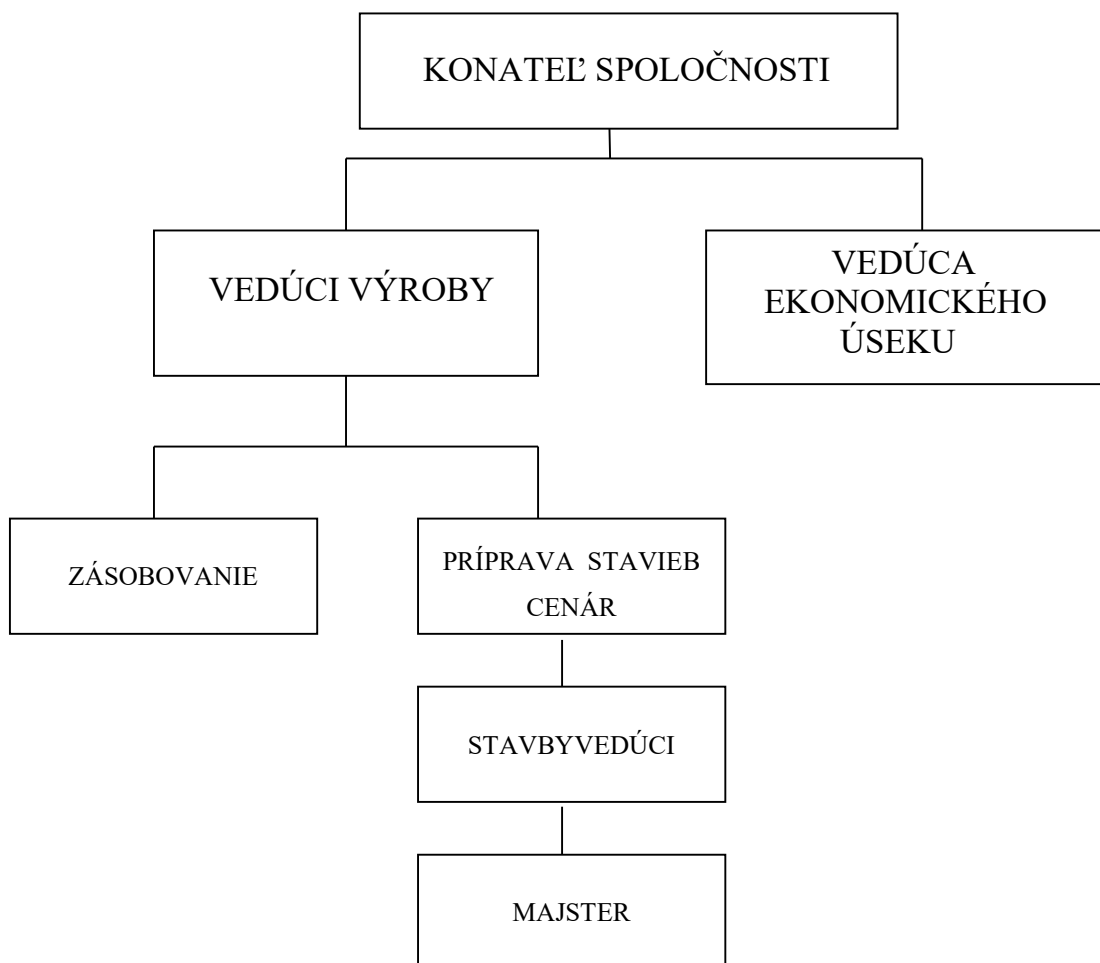 KONATEĽ SPOLOČNOSTI
VEDÚCI VÝROBY
VEDÚCA
EKONOMICKÉHO
ÚSEKU
ZÁSOBOVANIE
PRÍPRAVA STAVIEB
CENÁR
STAVBYVEDÚCI
MAJSTER